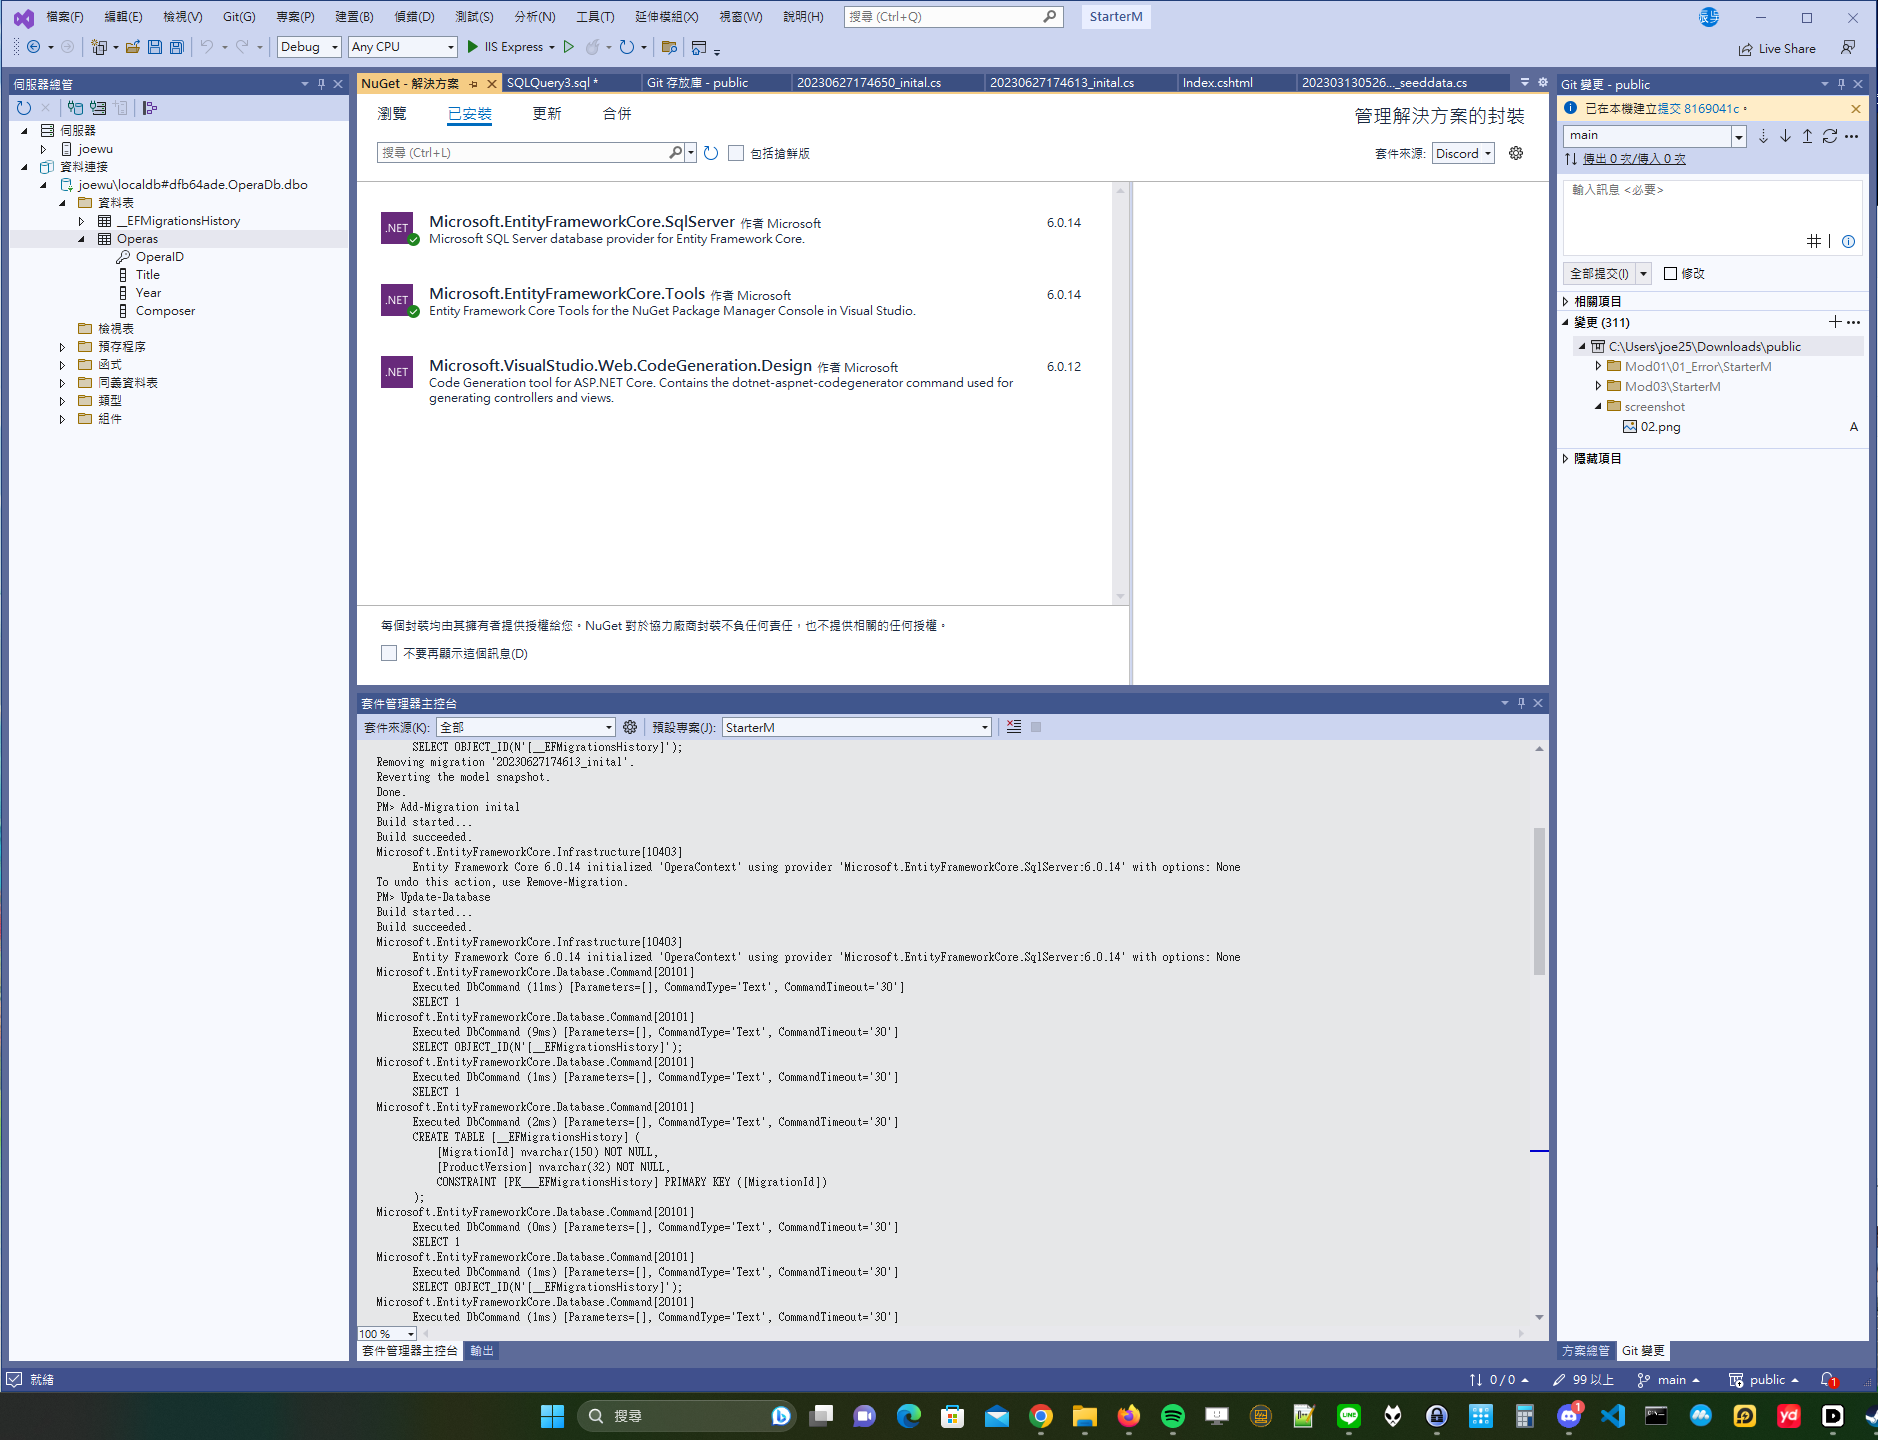 檔案(F) 編輯(E) 檢視(V) Git(G) 專案(P) 建置(B) 偵錯(D) 測試(S) 分析(N) 工具(T) 延伸模組(X) 視窗(W) 說明(H) 搜尋 (Ctrl+Q) StarterM
Debug Any CPU IIS Express Live Share
伺服器總管
伺服器
joewu
資料連接
joewu\localdb#dfb64ade.OperaDb.dbo
資料表
__EFMigrationsHistory
Operas
OperaID
Title
Year
Composer
檢視表
預存程序
函式
同義資料表
類型
組件
NuGet - 解決方案 SQLQuery3.sql * Git 存放庫 - public 20230627174650_inital.cs 20230627174613_inital.cs Index.cshtml 202303130526..._seeddata.cs
瀏覽 已安裝 更新 合併 管理解決方案的封裝
搜尋 (Ctrl+L) 包括搶鮮版 套件來源: Discord
Microsoft.EntityFrameworkCore.SqlServer 作者 Microsoft 6.0.14
Microsoft SQL Server database provider for Entity Framework Core.
Microsoft.EntityFrameworkCore.Tools 作者 Microsoft 6.0.14
Entity Framework Core Tools for the NuGet Package Manager Console in Visual Studio.
Microsoft.VisualStudio.Web.CodeGeneration.Design 作者 Microsoft 6.0.12
Code Generation tool for ASP.NET Core. Contains the dotnet-aspnet-codegenerator command used for
generating controllers and views.
.NET
.NET
.NET
每個封裝均由其擁有者提供授權給您。NuGet 對於協力廠商封裝不負任何責任，也不提供相關的任何授權。
不要再顯示這個訊息(D)
套件管理器主控台
套件來源(K): 全部 預設專案(J): StarterM
SELECT OBJECT_ID(N'[__EFMigrationsHistory]');
Removing migration '20230627174613_inital'.
Reverting the model snapshot.
Done.
PM> Add-Migration inital
Build started...
Build succeeded.
Microsoft.EntityFrameworkCore.Infrastructure[10403]
Entity Framework Core 6.0.14 initialized 'OperaContext' using provider 'Microsoft.EntityFrameworkCore.SqlServer:6.0.14' with options: None
To undo this action, use Remove-Migration.
PM> Update-Database
Build started...
Build succeeded.
Microsoft.EntityFrameworkCore.Infrastructure[10403]
Entity Framework Core 6.0.14 initialized 'OperaContext' using provider 'Microsoft.EntityFrameworkCore.SqlServer:6.0.14' with options: None
Microsoft.EntityFrameworkCore.Database.Command[20101]
Executed DbCommand (11ms) [Parameters=[], CommandType='Text', CommandTimeout='30']
SELECT 1
Microsoft.EntityFrameworkCore.Database.Command[20101]
Executed DbCommand (9ms) [Parameters=[], CommandType='Text', CommandTimeout='30']
SELECT OBJECT_ID(N'[__EFMigrationsHistory]');
Microsoft.EntityFrameworkCore.Database.Command[20101]
Executed DbCommand (1ms) [Parameters=[], CommandType='Text', CommandTimeout='30']
SELECT 1
Microsoft.EntityFrameworkCore.Database.Command[20101]
Executed DbCommand (2ms) [Parameters=[], CommandType='Text', CommandTimeout='30']
CREATE TABLE [__EFMigrationsHistory] (
[MigrationId] nvarchar(150) NOT NULL,
[ProductVersion] nvarchar(32) NOT NULL,
CONSTRAINT [PK___EFMigrationsHistory] PRIMARY KEY ([MigrationId])
);
Microsoft.EntityFrameworkCore.Database.Command[20101]
Executed DbCommand (0ms) [Parameters=[], CommandType='Text', CommandTimeout='30']
SELECT 1
Microsoft.EntityFrameworkCore.Database.Command[20101]
Executed DbCommand (1ms) [Parameters=[], CommandType='Text', CommandTimeout='30']
SELECT OBJECT_ID(N'[__EFMigrationsHistory]');
Microsoft.EntityFrameworkCore.Database.Command[20101]
Executed DbCommand (1ms) [Parameters=[], CommandType='Text', CommandTimeout='30']
100 %
套件管理器主控台 輸出
Git 變更 - public
已在本機建立提交 8169041c。
main
傳出 0 次/傳入 0 次
輸入訊息 <必要>
全部提交(I) 修改
相關項目
變更 (311)
C:\Users\joe25\Downloads\public
Mod01\01_Error\StarterM
Mod03\StarterM
screenshot
02.png A
隱藏項目
方案總管 Git 變更
就緒 0 / 0 99 以上 main public 1
搜尋 1 yd